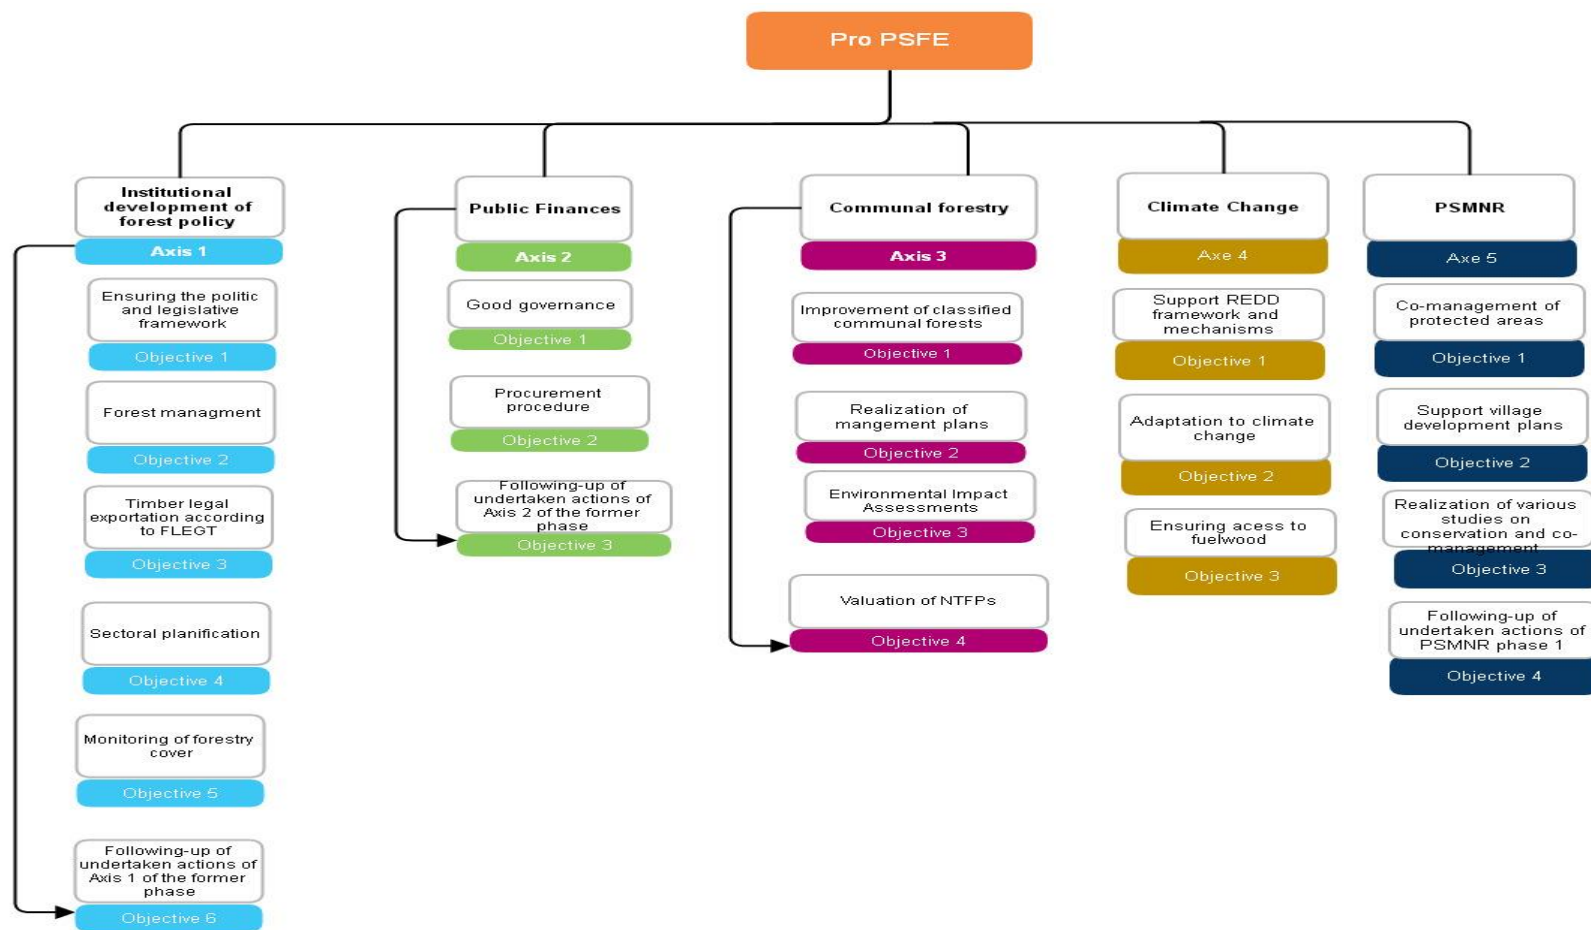 Pro PSFE
Institutional
development of
forest policy
Axis 1
Ensuring the politic
and legislative
framework
Objective 1
Forest managment
Objective 2
Timber legal
exportation according
to FLEGT
Objective 3
Sectoral planification
Objective 4
Monitoring of forestry
cover
Objective 5
Following-up of
undertaken actions of
Axis 1 of the former
phase
Objective 6
Public Finances
Axis 2
Good governance
Objective 1
Procurement
procedure
Objective 2
Following-up of
undertaken actions of
Axis 2 of the former
phase
Objective 3
Communal forestry
Axis 3
Improvement of classified
communal forests
Objective 1
Realization of
mangement plans
Objective 2
Environmental Impact
Assessments
Objective 3
Valuation of NTFPs
Objective 4
Climate Change
Axe 4
Support REDD
framework and
mechanisms
Objective 1
Adaptation to climate
change
Objective 2
Ensuring acess to
fuelwood
Objective 3
PSMNR
Axe 5
Co-management of
protected areas
Objective 1
Support village
development plans
Objective 2
Realization of various
studies on
conservation and co-
management
Objective 3
Following-up of
undertaken actions of
PSMNR phase 1
Objective 4